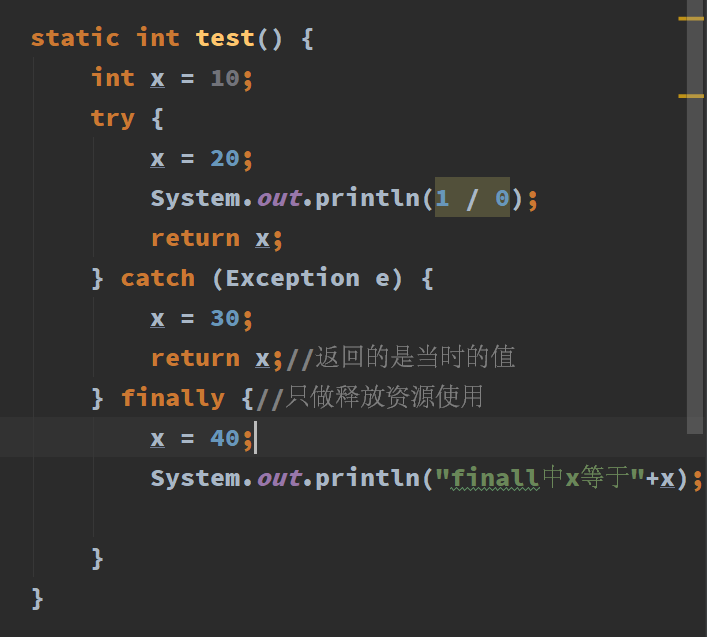 static int test() {
int x = 10;
try {
x = 20;
System.out.println(1 / 0);
return x;
} catch (Exception e) {
x = 30;
return x;//返回的是当时的值
} finally {//只做释放资源使用
x = 40;
System.out.println("finall中x等于"+x);
}
}